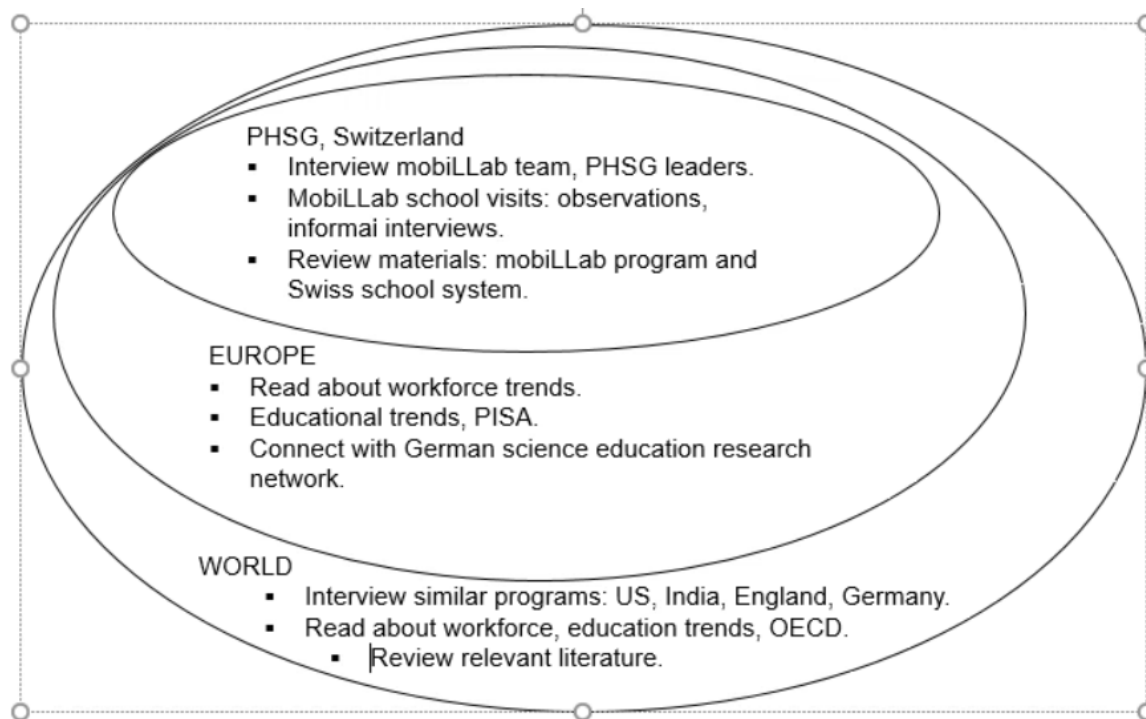 PHSG, Switzerland
▪ Interview mobiLLab team, PHSG leaders.
▪ MobiLLab school visits: observations,
informal interviews.
▪ Review materials: mobiLLab program and
Swiss school system.
EUROPE
▪ Read about workforce trends.
▪ Educational trends, PISA.
▪ Connect with German science education research
network.
WORLD
▪ Interview similar programs: US, India, England, Germany.
▪ Read about workforce, education trends, OECD.
▪ Review relevant literature.